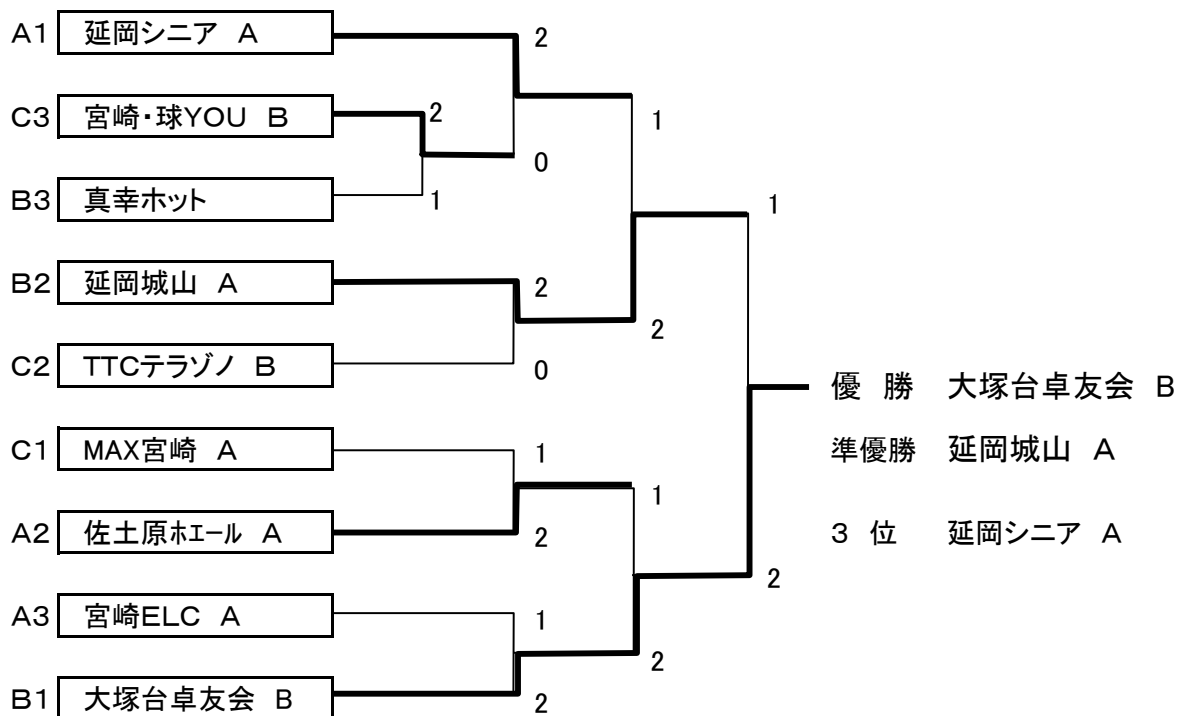 A1 延岡シニア A 2
C3 宮崎・球YOU B 2 1
0
B3 真幸ホット 1
1
B2 延岡城山 A 2
2
C2 TTCテラゾノ B 0
優 勝 大塚台卓友会 B
C1 MAX宮崎 A 1
準優勝 延岡城山 A
1
A2 佐土原ホエール A 2
3 位 延岡シニア A
2
A3 宮崎ELC A 1
2
B1 大塚台卓友会 B 2